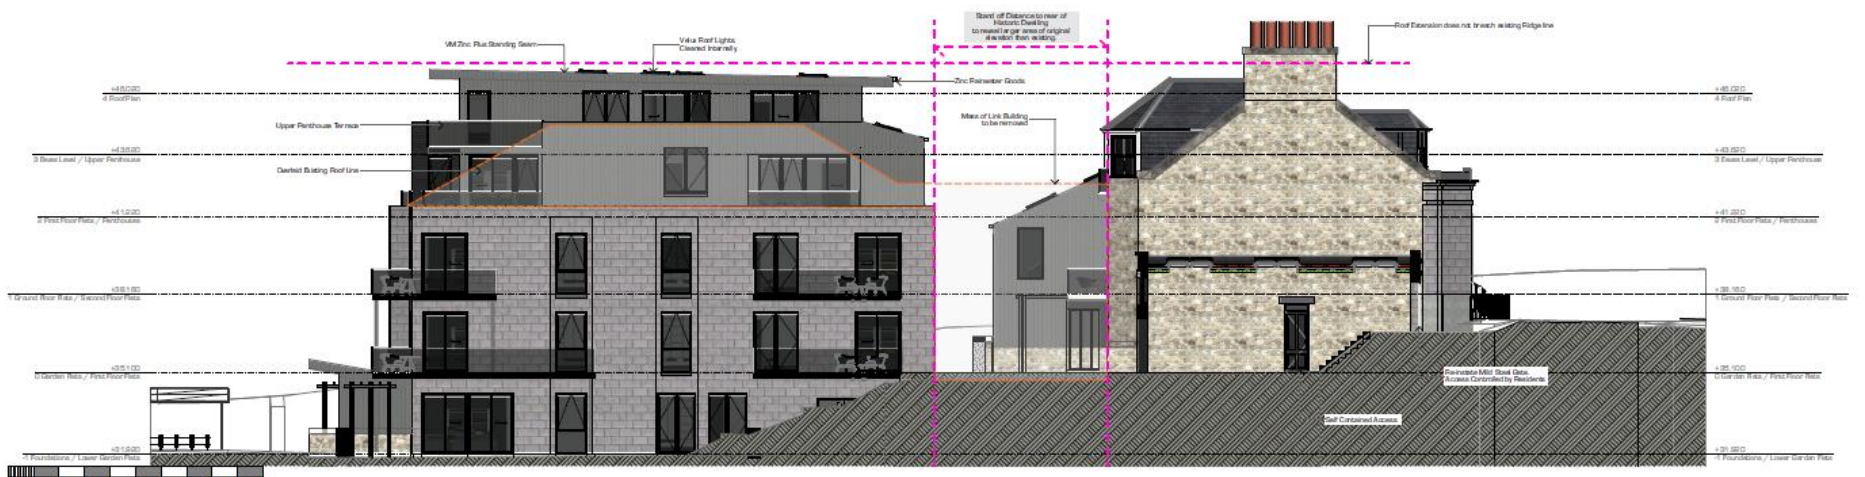 Stand off Distance to rear of
Historic Dwelling
to reveal larger area of original
elevation than existing.
Roof Extension does not breach existing Ridge line
VM Zinc Plus Standing Seam
Velux Roof Lights
Cleaned Internally
Zinc Rainwater Goods
+46.020
4 Roof Plan
+46.020
4 Roof Plan
Upper Penthouse Terrace
Mass of Link Building
to be removed
+43.620
3 Eaves Level / Upper Penthouse
+43.620
3 Eaves Level / Upper Penthouse
Overlaid Existing Roof Line
+41.220
2 First Floor Flats / Penthouses
+41.220
2 First Floor Flats / Penthouses
+38.160
1 Ground Floor Flats / Second Floor Flats
+38.160
1 Ground Floor Flats / Second Floor Flats
+35.100
0 Garden Flats / First Floor Flats
+35.100
0 Garden Flats / First Floor Flats
Re-instate Mild Steel Gate.
Access Controlled by Residents
Self Contained Access
+31.920
-1 Foundations / Lower Garden Flats
+31.920
-1 Foundations / Lower Garden Flats